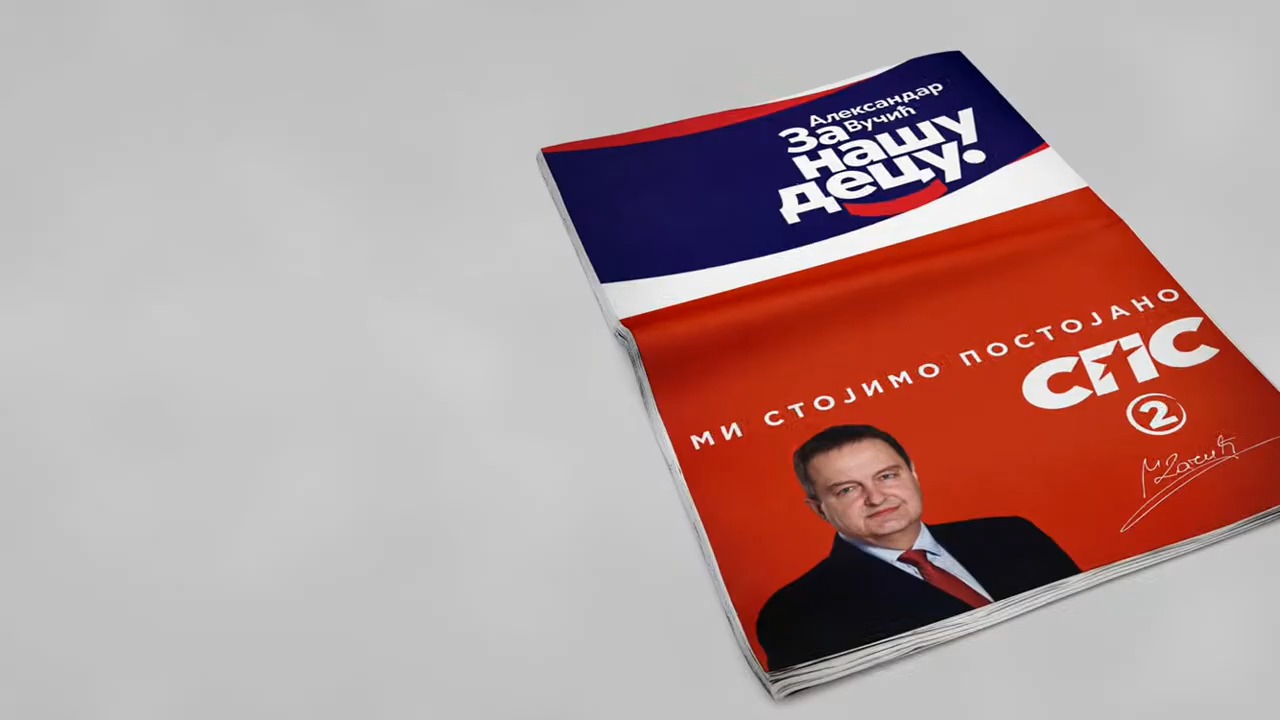 Александар
Вучић
За
нашу
децу.
МИ СТОЈИМО ПОСТОЈАНО
СПС
2